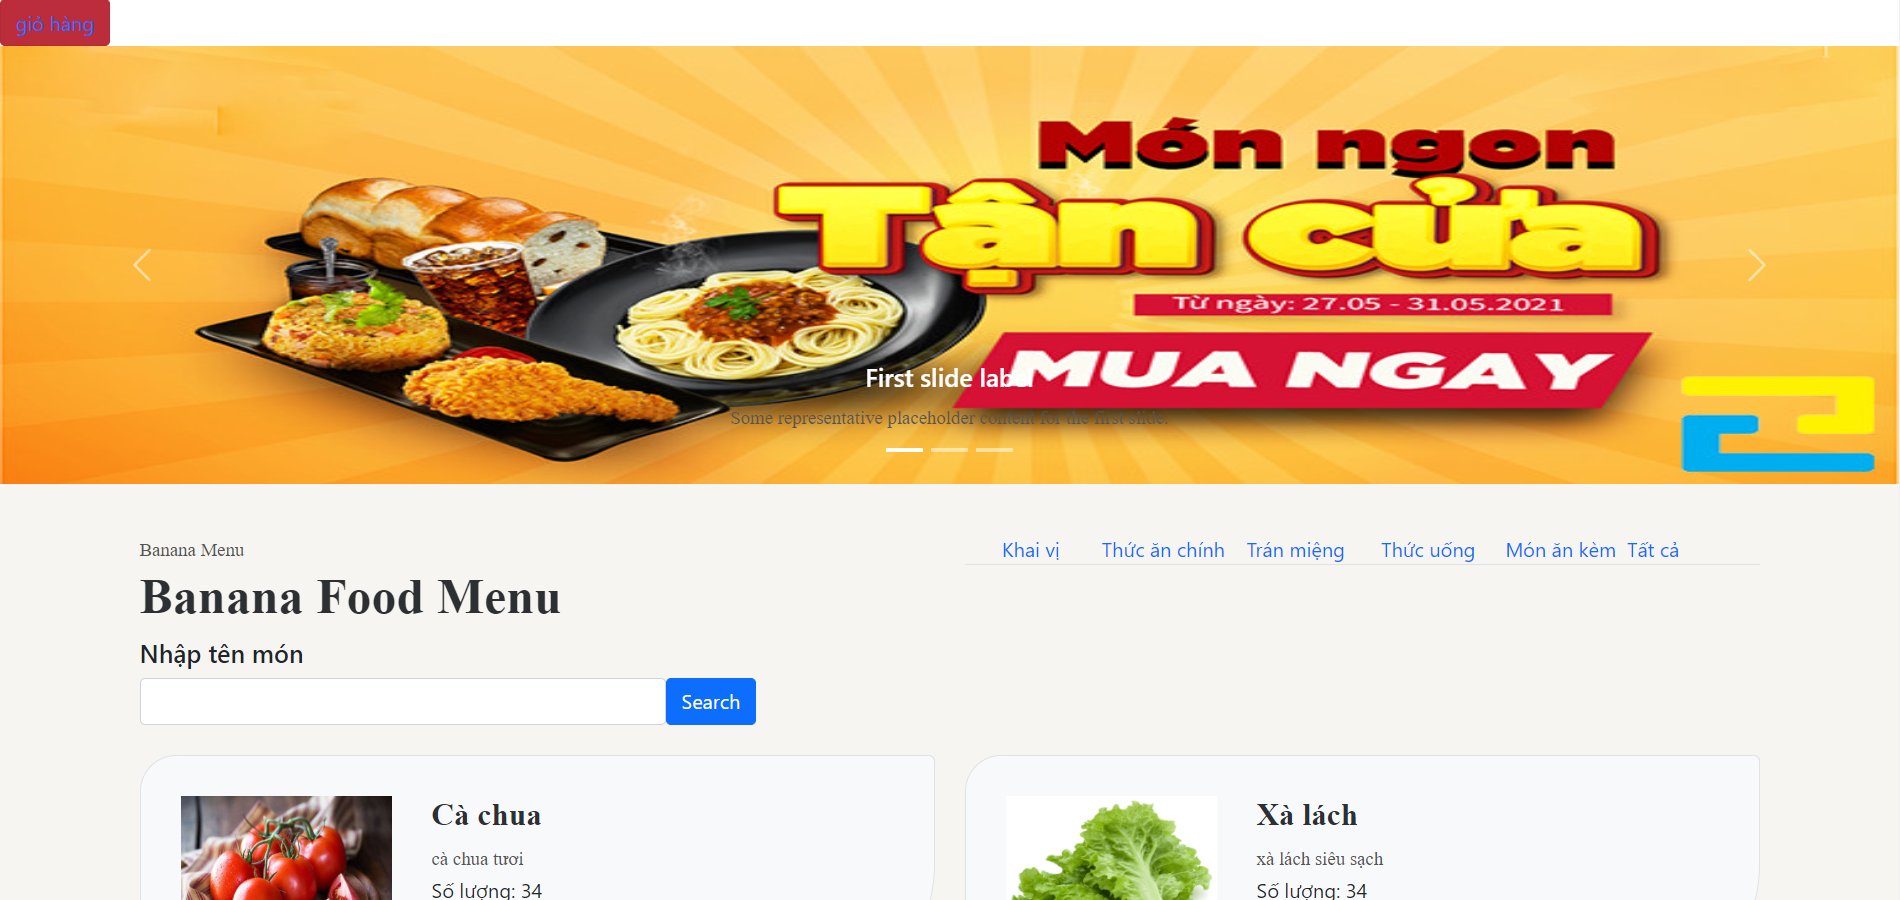 giỏ hàng
Món ngon
Tận cửa
Từ ngày: 27.05 - 31.05.2021
MUA NGAY
First slide label
Some representative placeholder content for the first slide.
Banana Menu
Khai vị Thức ăn chính Trán miệng Thức uống Món ăn kèm Tất cả
Banana Food Menu
Nhập tên món
Search
Cà chua
cà chua tươi
Số lượng: 34
Xà lách
xà lách siêu sạch
Số lượng: 34